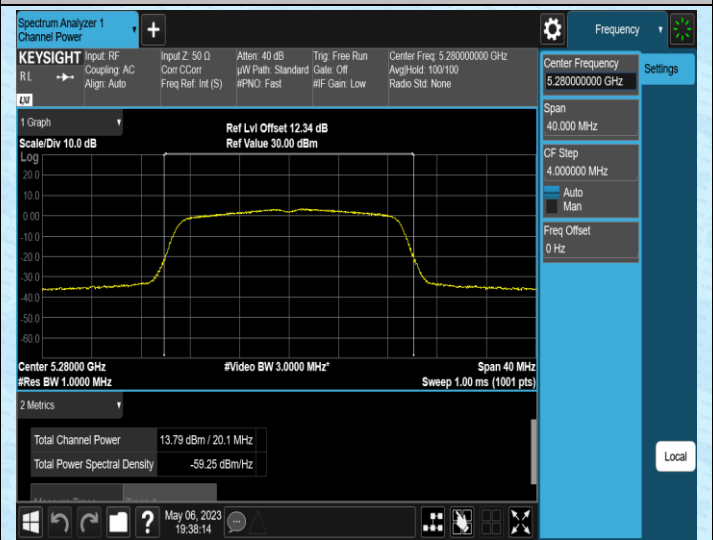 Spectrum Analyzer 1
Channel Power
+
Frequency
KEYSIGHT
RL
Input: RF
Coupling: AC
Align: Auto
Input Z: 50 Ω
Corr CCorr
Freq Ref: Int (S)
Atten: 40 dB
µW Path: Standard
#PNO: Fast
Trig: Free Run
Gate: Off
#IF Gain: Low
Center Freq: 5.280000000 GHz
Avg|Hold: 100/100
Radio Std: None
LXI
Center Frequency
5.280000000 GHz
Settings
Span
40.000 MHz
CF Step
4.000000 MHz
Auto
Man
Freq Offset
0 Hz
Local
1 Graph
Scale/Div 10.0 dB
Ref Lvl Offset 12.34 dB
Ref Value 30.00 dBm
Log
20.0
10.0
0.00
-10.0
-20.0
-30.0
-40.0
-50.0
-60.0
Center 5.28000 GHz
#Video BW 3.0000 MHz*
Span 40 MHz
#Res BW 1.0000 MHz
Sweep 1.00 ms (1001 pts)
2 Metrics
Total Channel Power 13.79 dBm / 20.1 MHz
Total Power Spectral Density -59.25 dBm/Hz
?
May 06, 2023
19:38:14